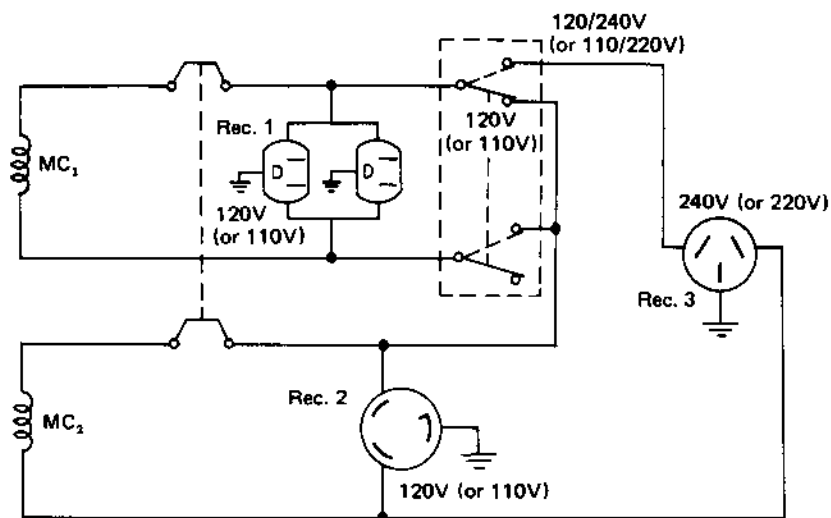 120/240V
(or 110/220V)
Rec. 1
120V
(or 110V)
MC₁
D
D
120V
(or 110V)
240V (or 220V)
Rec. 3
Rec. 2
MC₂
120V (or 110V)